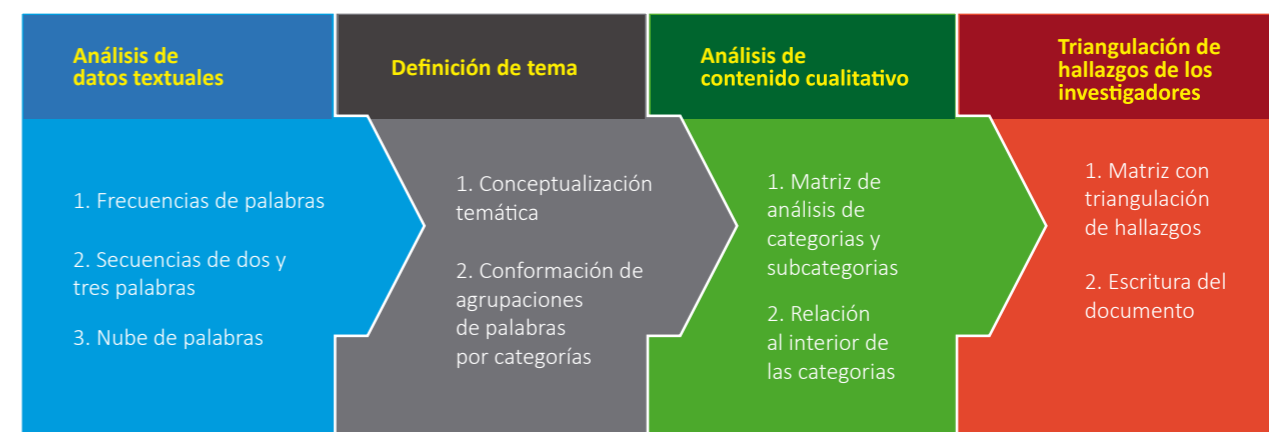 Análisis de
datos textuales
1. Frecuencias de palabras
2. Secuencias de dos y
tres palabras
3. Nube de palabras
Definición de tema
1. Conceptualización
temática
2. Conformación de
agrupaciones
de palabras
por categorías
Análisis de
contenido cualitativo
1. Matriz de
análisis de
categorias y
subcategorias
2. Relación
al interior de
las categorias
Triangulación de
hallazgos de los
investigadores
1. Matriz con
triangulación
de hallazgos
2. Escritura del
documento